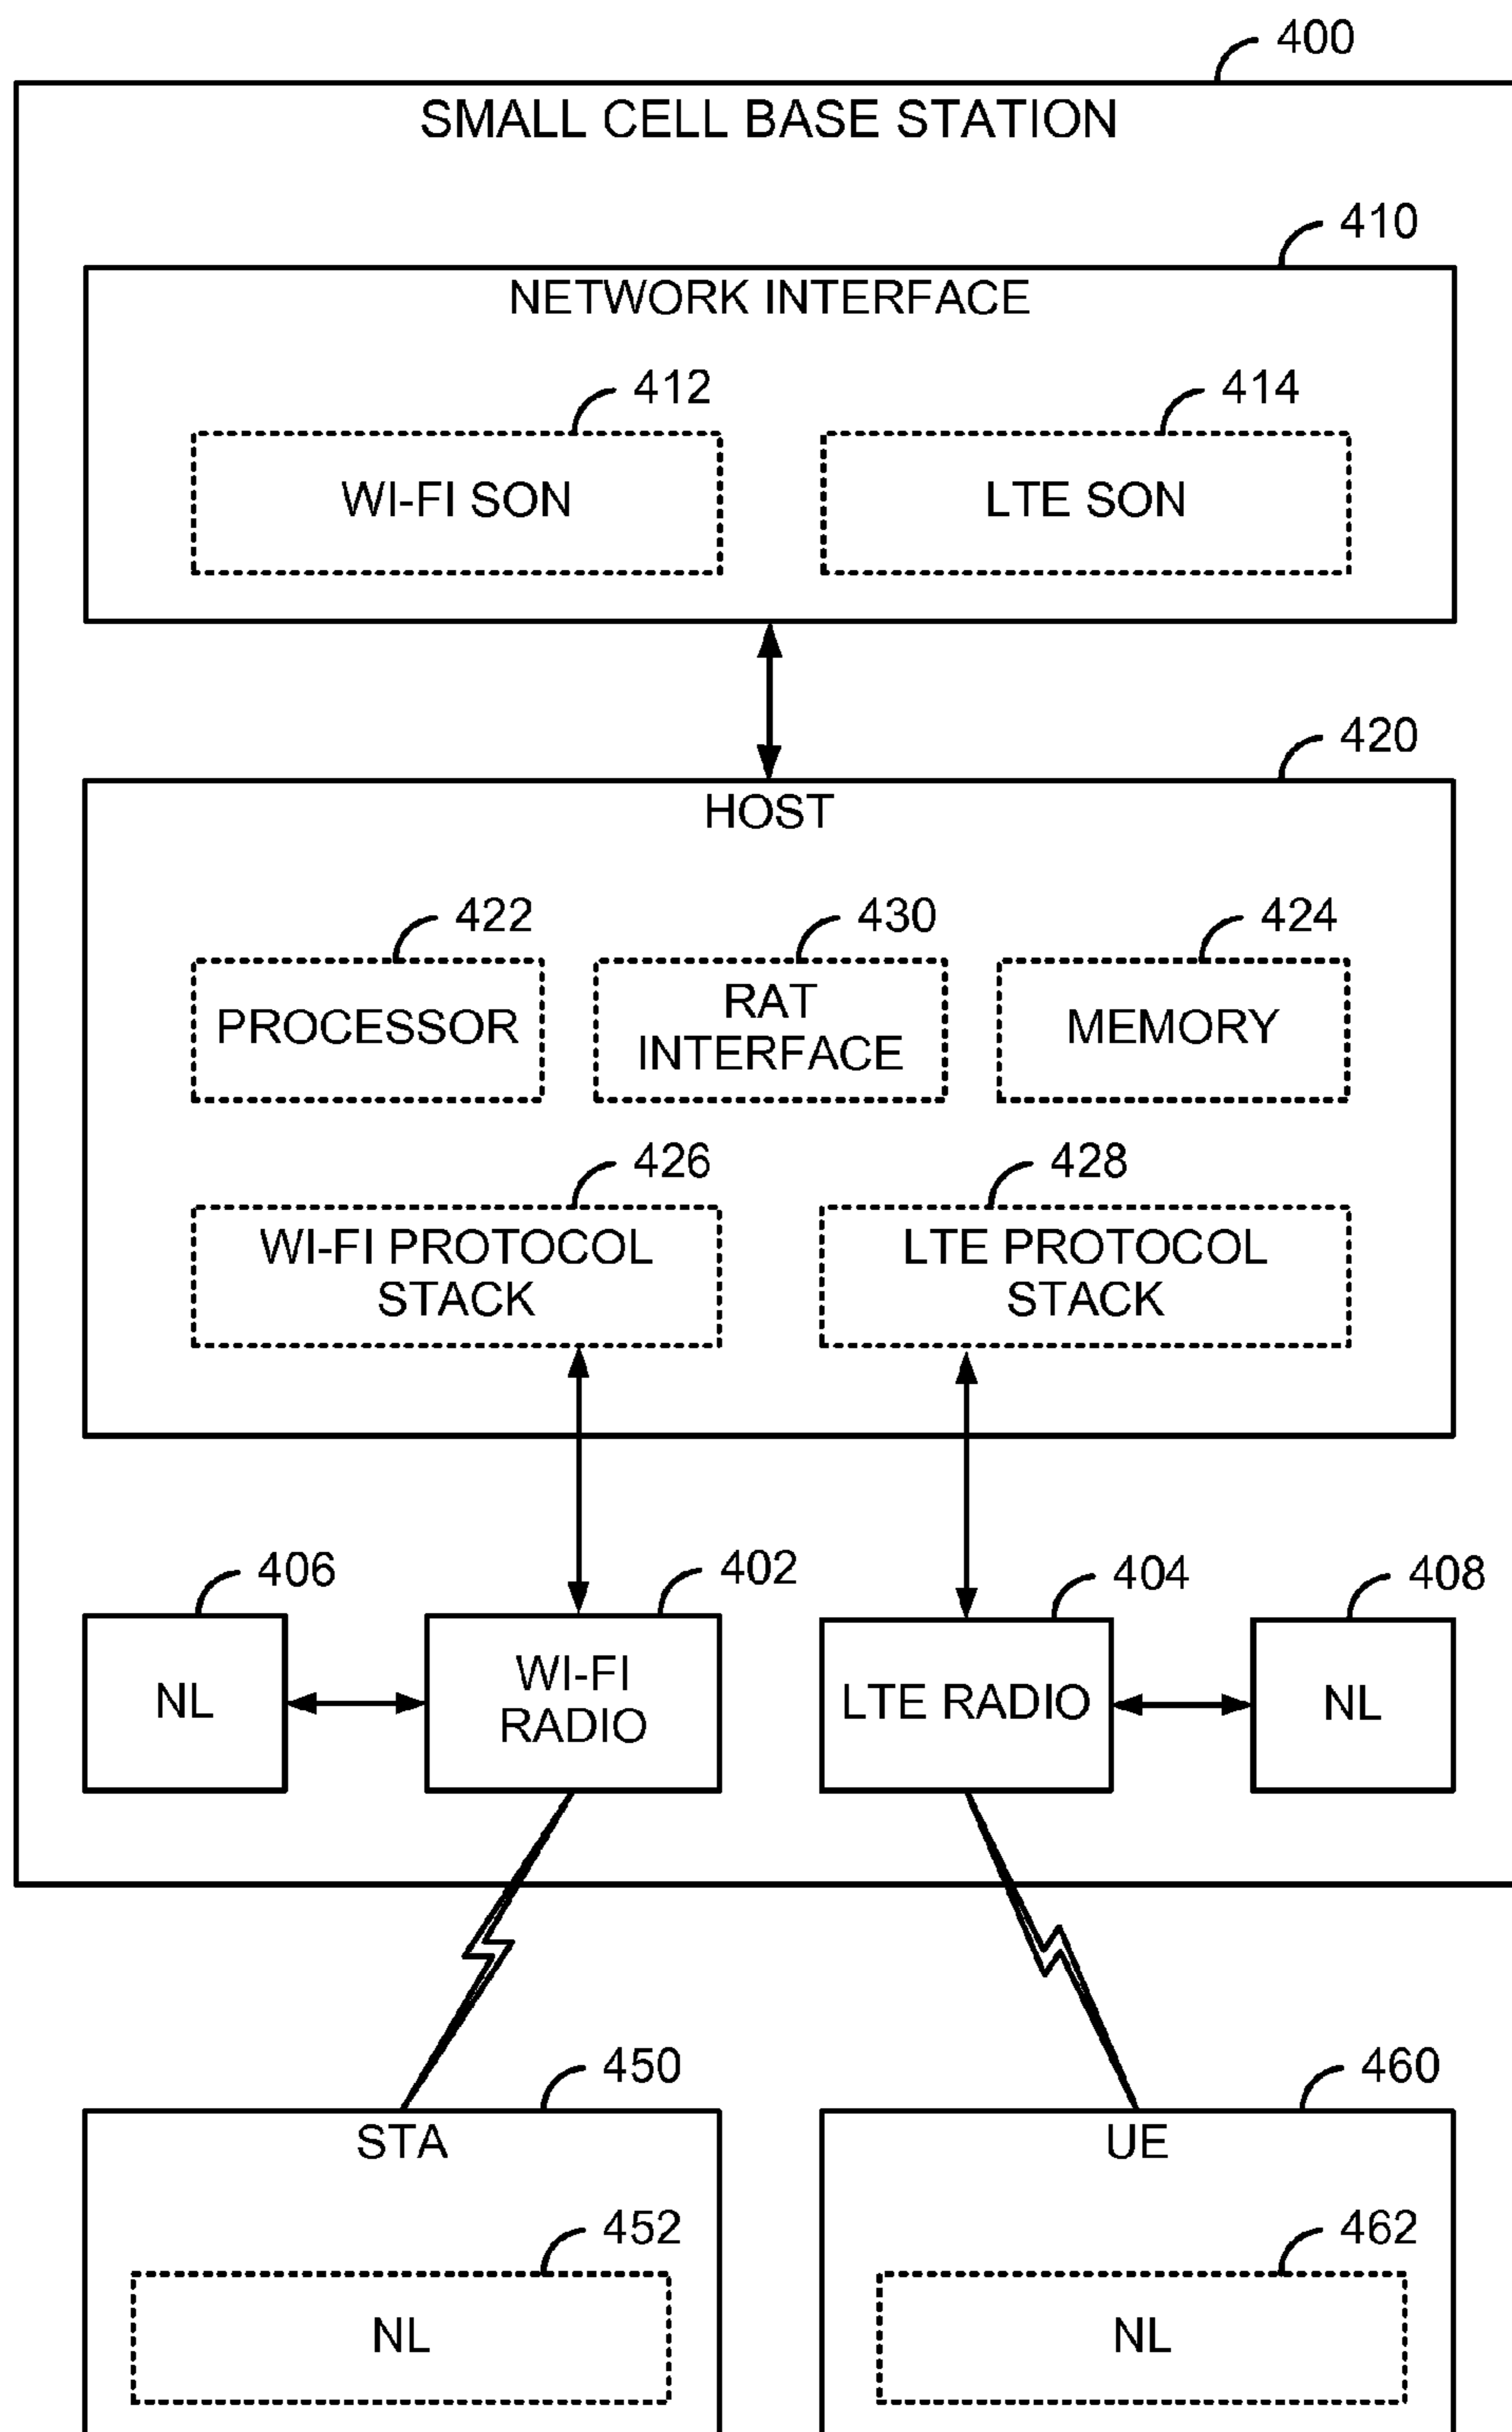 400
SMALL CELL BASE STATION
410
NETWORK INTERFACE
412
414
WI-FI SON
LTE SON
420
HOST
422
430
424
PROCESSOR
RAT
INTERFACE
MEMORY
426
428
WI-FI PROTOCOL
STACK
LTE PROTOCOL
STACK
406
402
404
408
NL
WI-FI
RADIO
LTE RADIO
NL
450
460
STA
UE
452
462
NL
NL